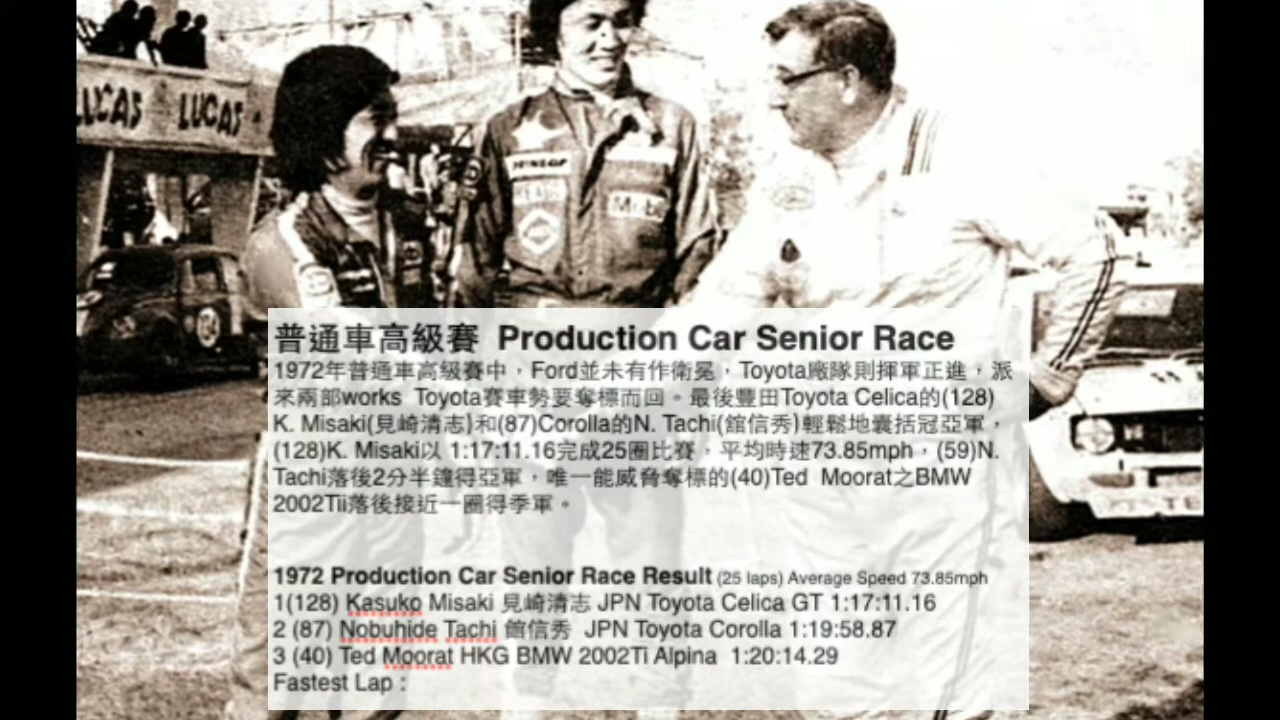 LUCAS LUCAS
DUNLOP
普通車高級賽 Production Car Senior Race
1972年普通車高級賽中，Ford並未有作衛冕，Toyota廠隊則揮軍正進，派
來兩部works Toyota賽車勢要奪標而回。最後豐田Toyota Celica的(128)
K. Misaki(見崎清志)和(87)Corolla的N. Tachi(舘信秀)輕鬆地囊括冠亞軍，
(128)K. Misaki以 1:17:11.16完成25圈比賽，平均時速73.85mph，(59)N.
Tachi落後2分半鐘得亞軍，唯一能威脅奪標的(40)Ted Moorat之BMW
2002Tii落後接近一圈得季軍。
1972 Production Car Senior Race Result (25 laps) Average Speed 73.85mph
1(128) Kasuko Misaki 見崎清志 JPN Toyota Celica GT 1:17:11.16
2 (87) Nobuhide Tachi 舘信秀 JPN Toyota Corolla 1:19:58.87
3 (40) Ted Moorat HKG BMW 2002Ti Alpina 1:20:14.29
Fastest Lap :